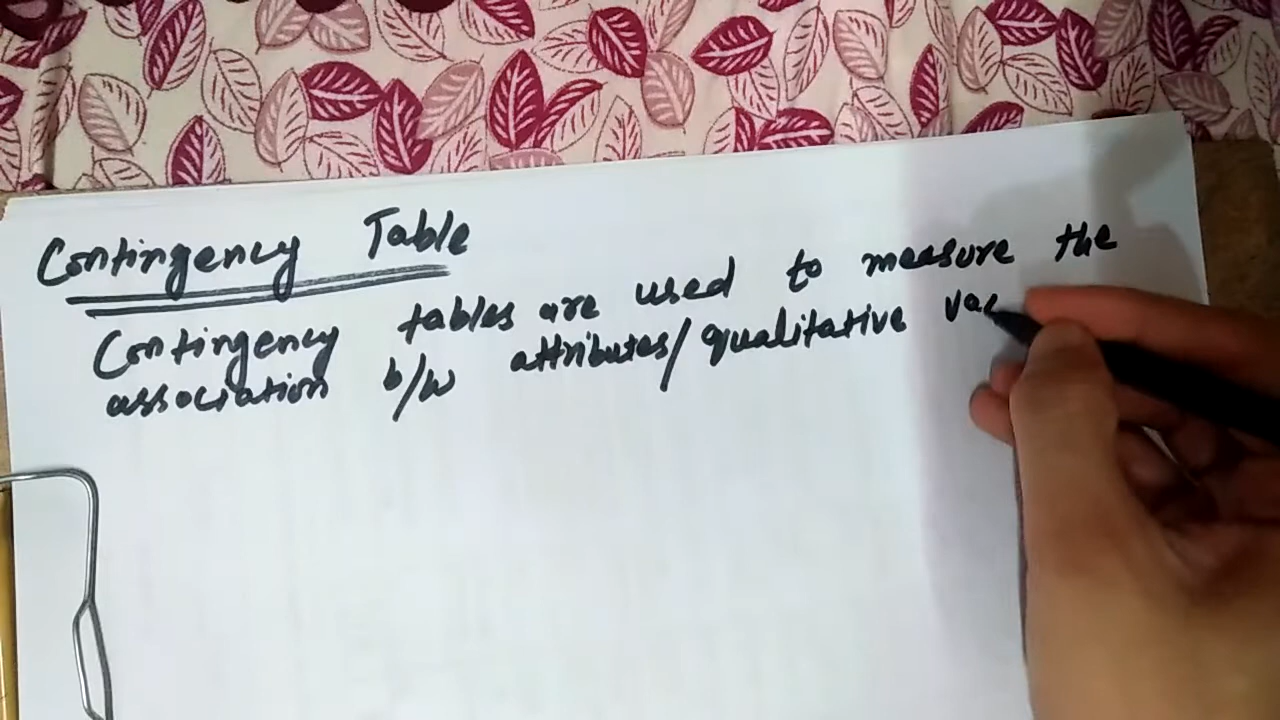 Contingency Table
Contingency tables are used to measure the
association b/w attributes/qualitative va